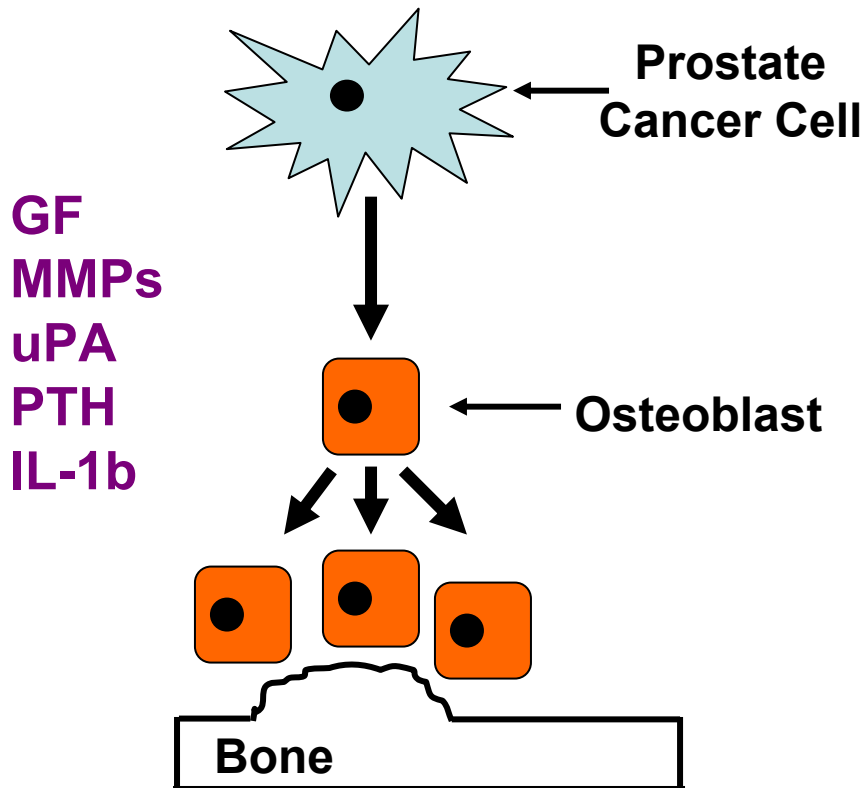 Prostate
Cancer Cell
GF
MMPs
uPA
PTH
IL-1b
Osteoblast
Bone